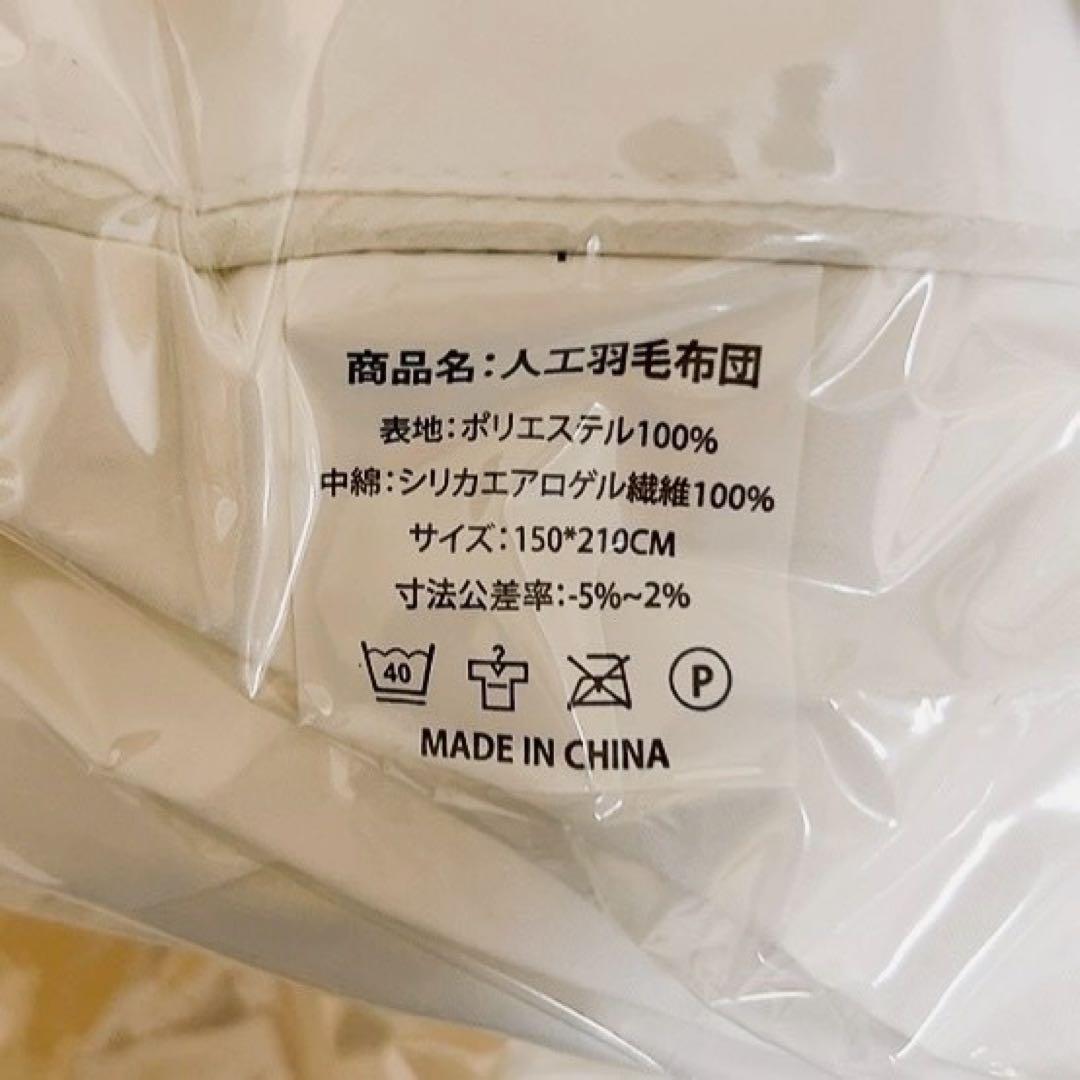 商品名:人工羽毛布団
表地:ポリエステル100%
中綿:シリカエアロゲル繊維100%
サイズ:150*210CM
寸法公差率:-5%~2%
40 P
MADE IN CHINA